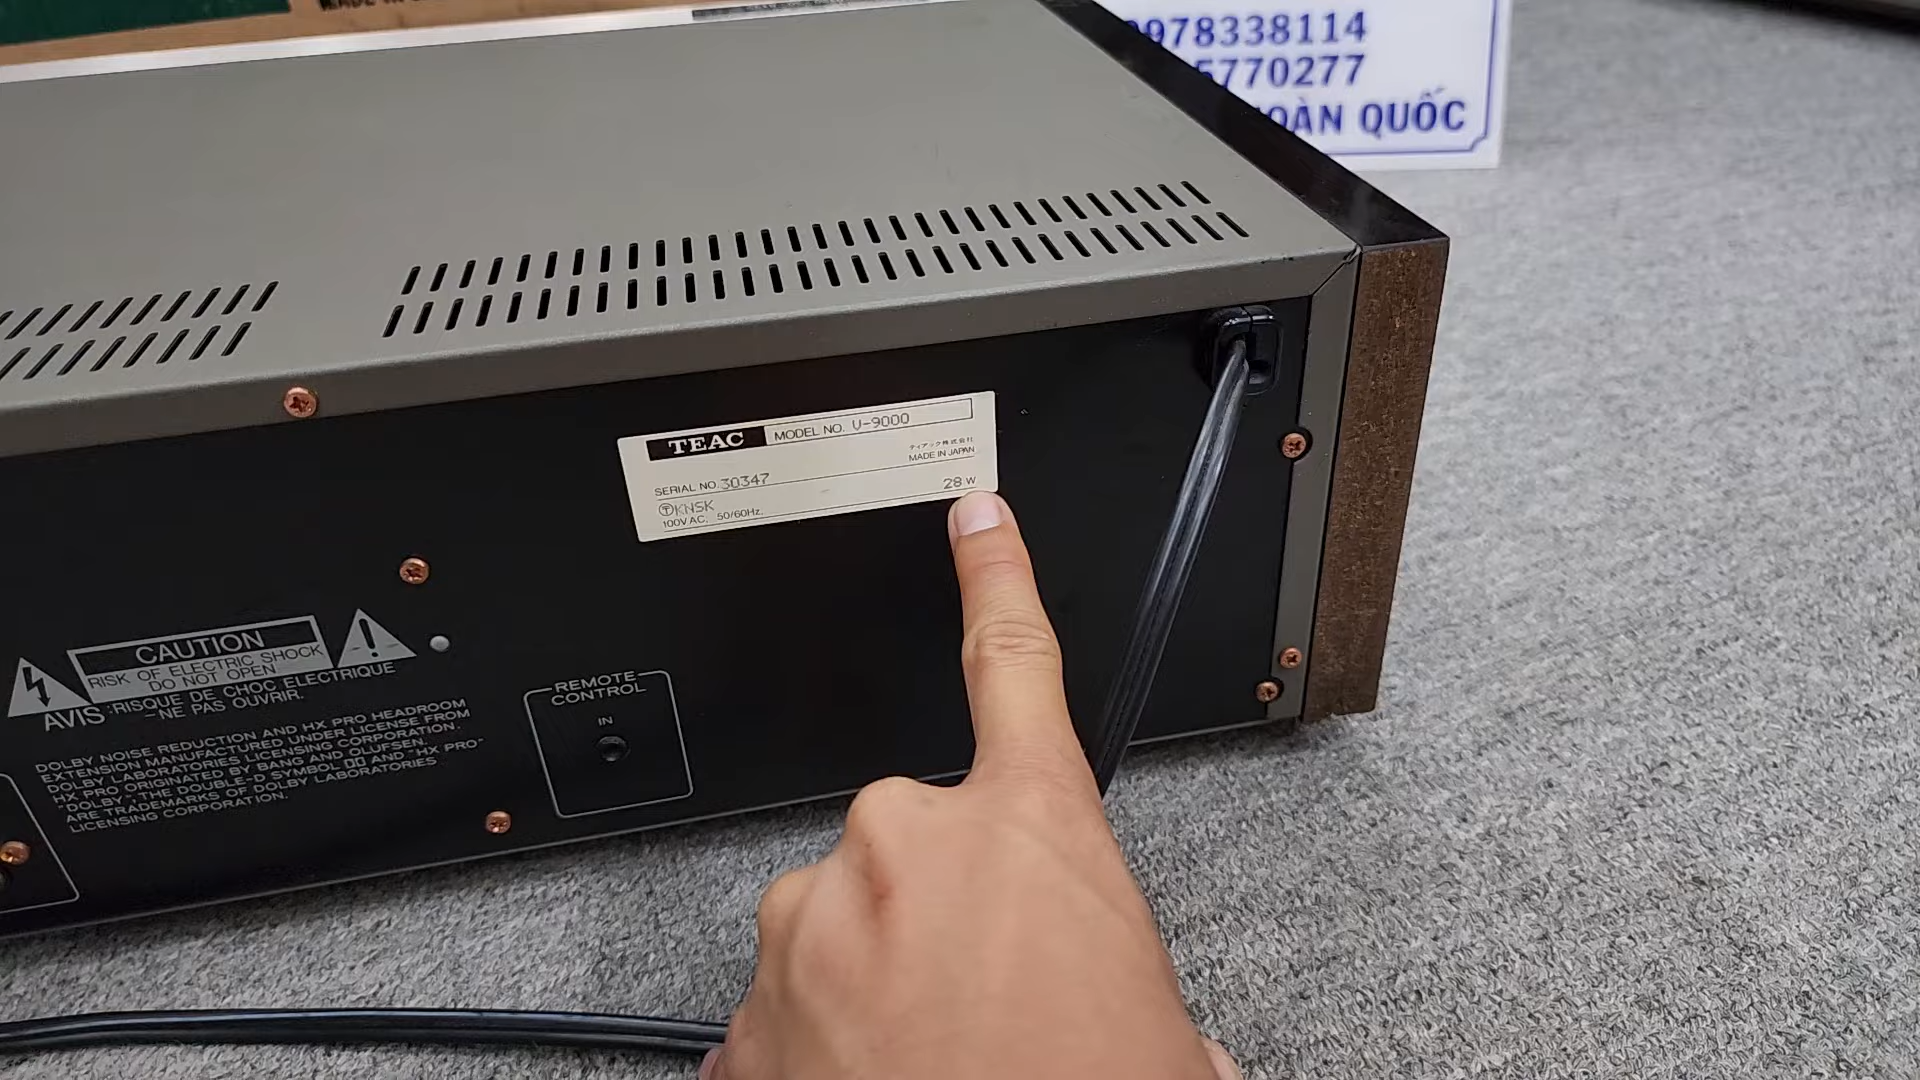 978338114
5770277
OÀN QUỐC
TEAC MODEL NO. V-9000
ティアック株式会社
MADE IN JAPAN
SERIAL NO. 30347
28 W
ⓉKNSK
100V AC, 50/60Hz.
CAUTION
RISK OF ELECTRIC SHOCK
DO NOT OPEN
AVIS : RISQUE DE CHOC ELECTRIQUE
-NE PAS OUVRIR.
DOLBY NOISE REDUCTION AND HX PRO HEADROOM
EXTENSION MANUFACTURED UNDER LICENSE FROM
DOLBY LABORATORIES LICENSING CORPORATION.
HX PRO ORIGINATED BY BANG AND OLUFSEN.
"DOLBY", THE DOUBLE-D SYMBOL AND "HX PRO"
ARE TRADEMARKS OF DOLBY LABORATORIES
LICENSING CORPORATION.
REMOTE
CONTROL
IN